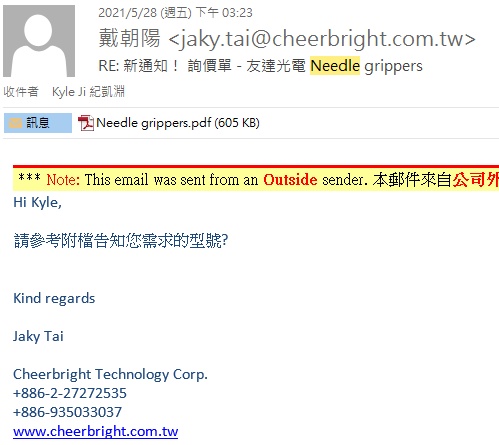 2021/5/28 (週五) 下午 03:23
戴朝陽 <jaky.tai@cheerbright.com.tw>
RE: 新通知！ 詢價單 - 友達光電 Needle grippers
收件者 Kyle Ji 紀凱淵
訊息 Needle grippers.pdf (605 KB)
*** Note: This email was sent from an Outside sender. 本郵件來自公司外
Hi Kyle,
請參考附檔告知您需求的型號?
Kind regards
Jaky Tai
Cheerbright Technology Corp.
+886-2-27272535
+886-935033037
www.cheerbright.com.tw